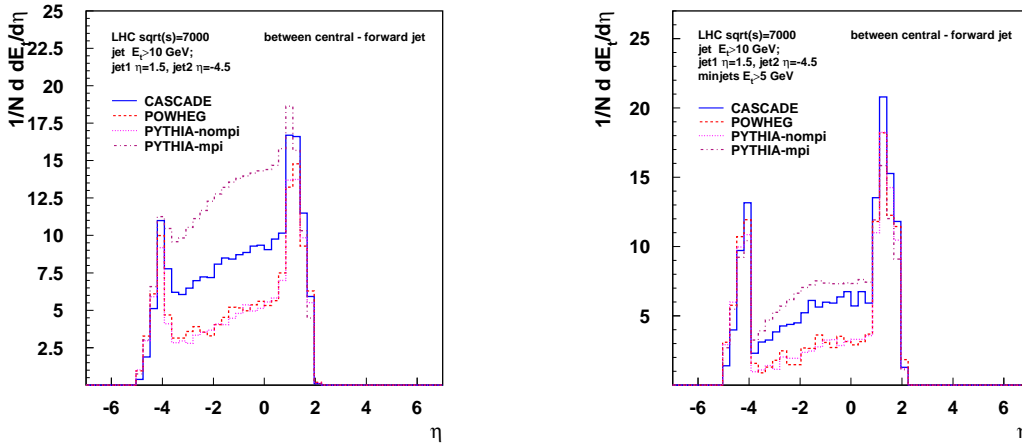 1/N d dE_t/dη
25
22.5
20
17.5
15
12.5
10
7.5
5
2.5
LHC sqrt(s)=7000
between central - forward jet
jet E_t>10 GeV;
jet1 η=1.5, jet2 η=-4.5
CASCADE
POWHEG
PYTHIA-nompi
PYTHIA-mpi
-6 -4 -2 0 2 4 6
η
1/N d dE_t/dη
25
20
15
10
5
LHC sqrt(s)=7000
between central - forward jet
jet E_t>10 GeV;
jet1 η=1.5, jet2 η=-4.5
minjets E_t>5 GeV
CASCADE
POWHEG
PYTHIA-nompi
PYTHIA-mpi
-6 -4 -2 0 2 4 6
η